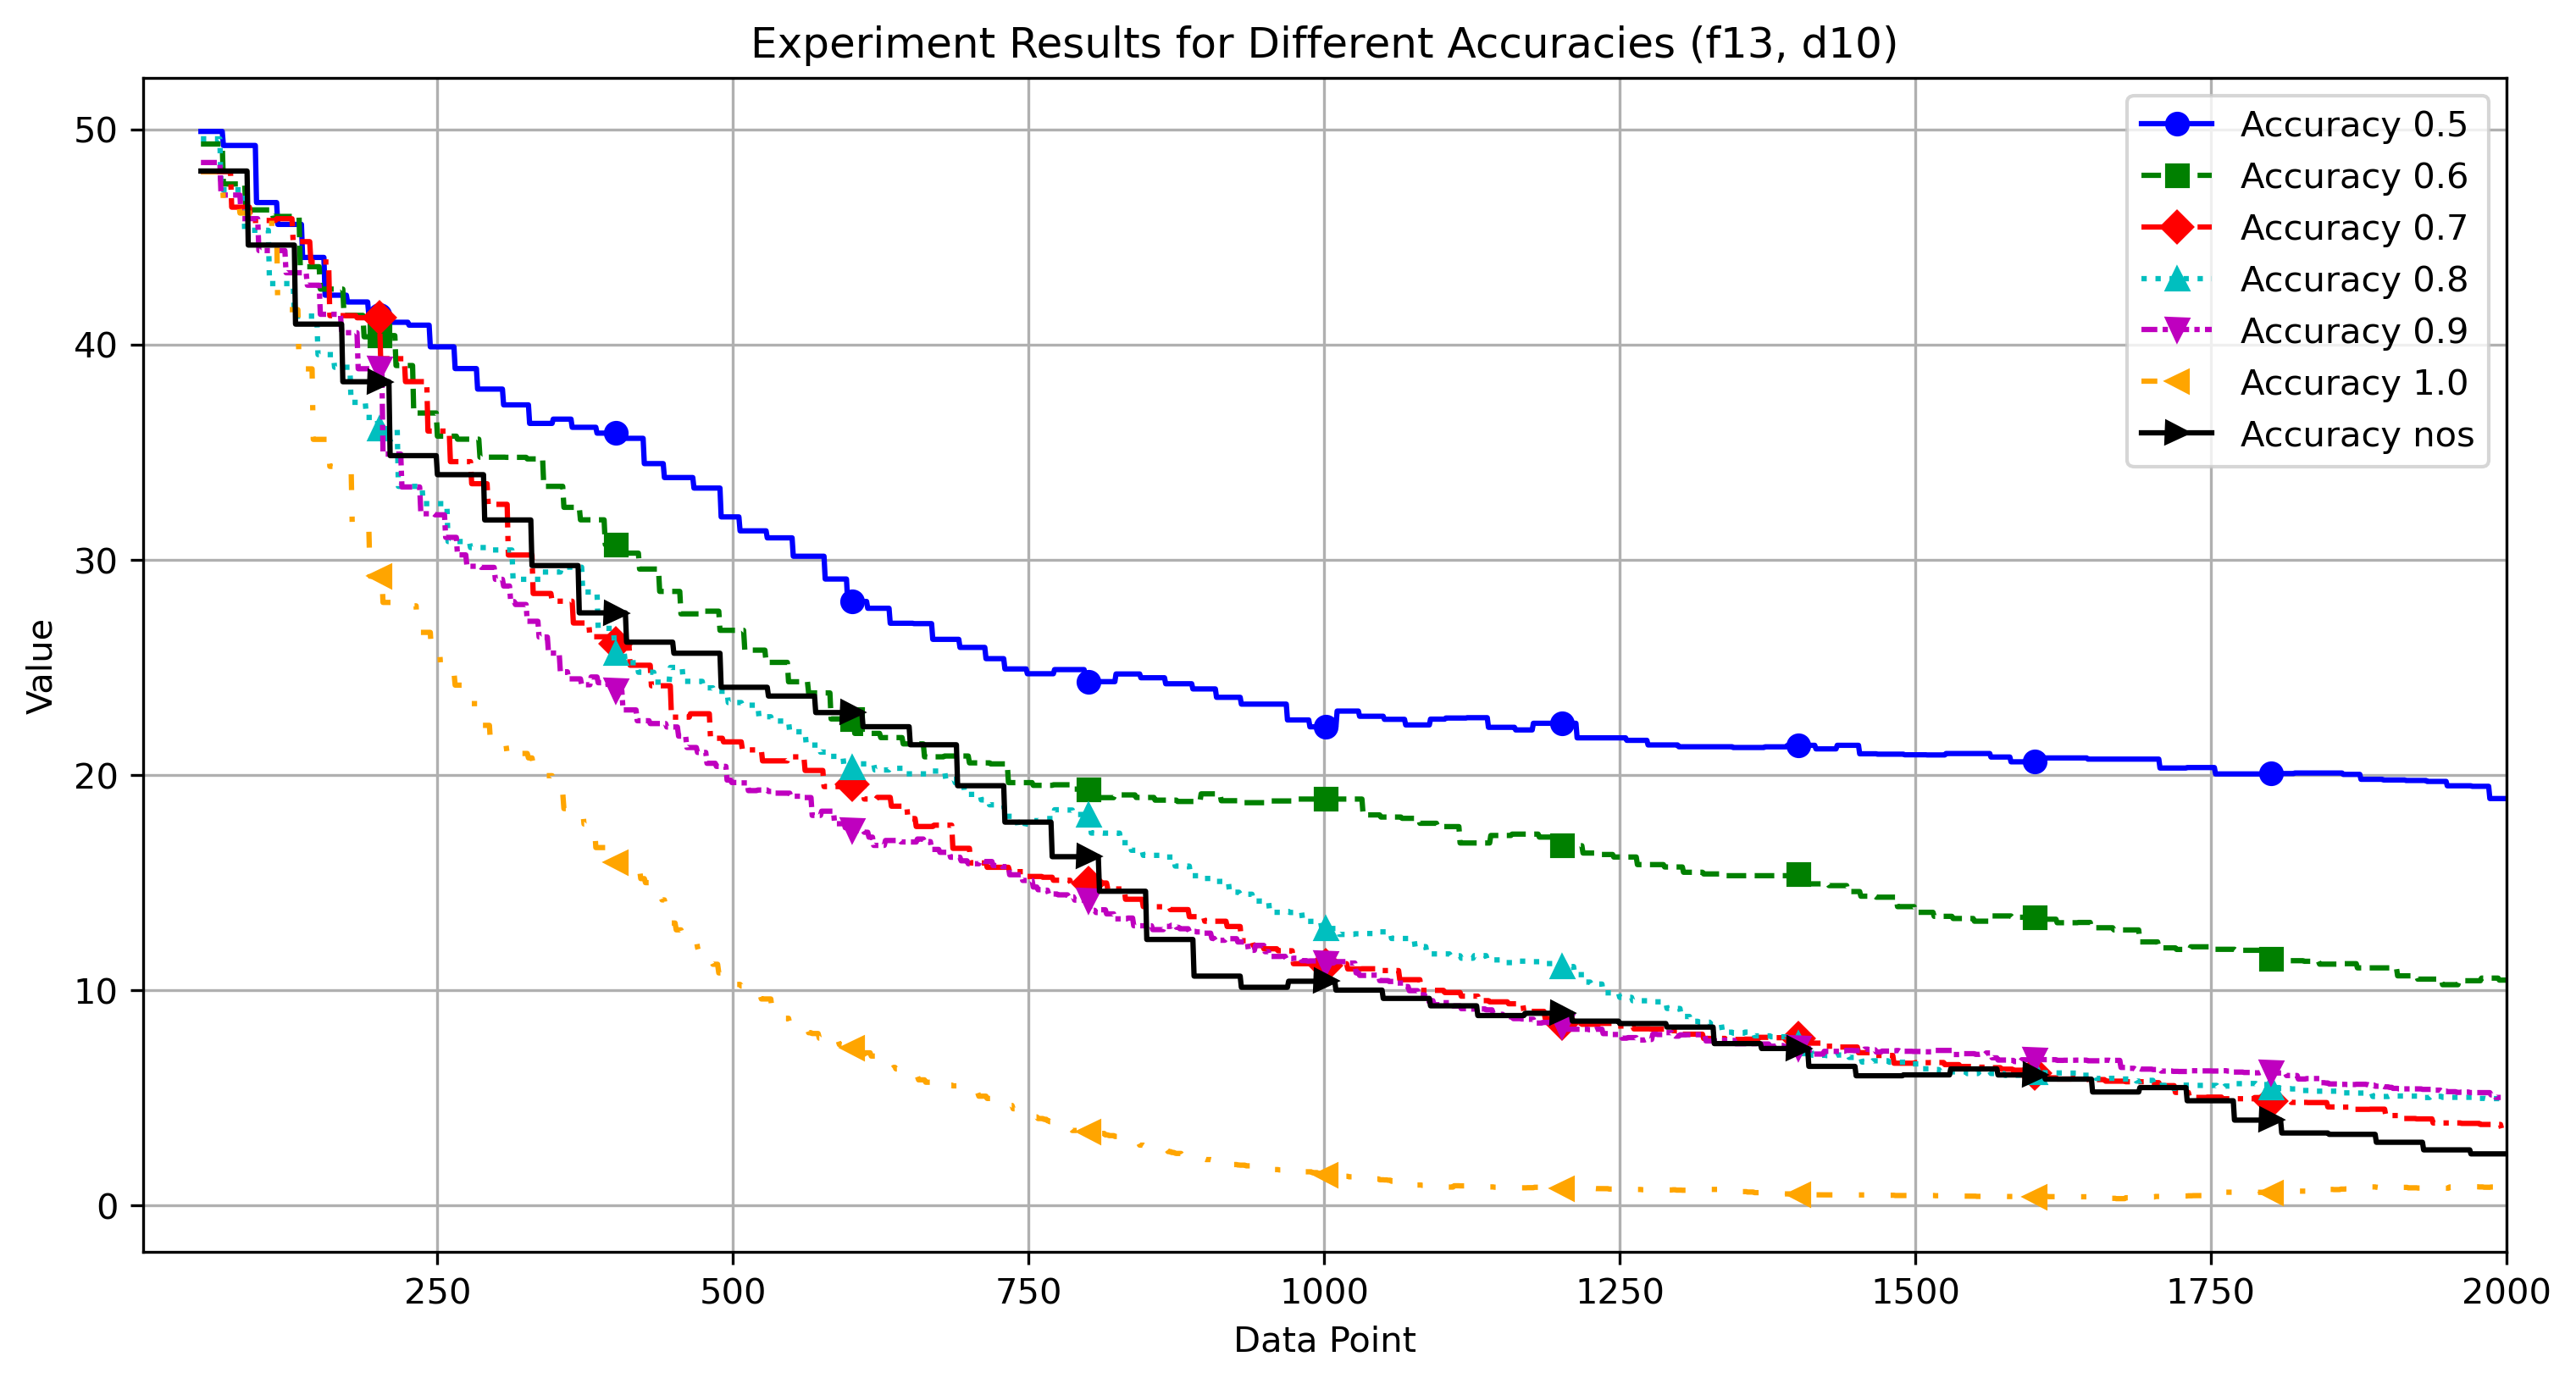 Experiment Results for Different Accuracies (f13, d10)
50
40
30
20
10
0
Value
Accuracy 0.5
Accuracy 0.6
Accuracy 0.7
Accuracy 0.8
Accuracy 0.9
Accuracy 1.0
Accuracy nos
250 500 750 1000 1250 1500 1750 2000
Data Point